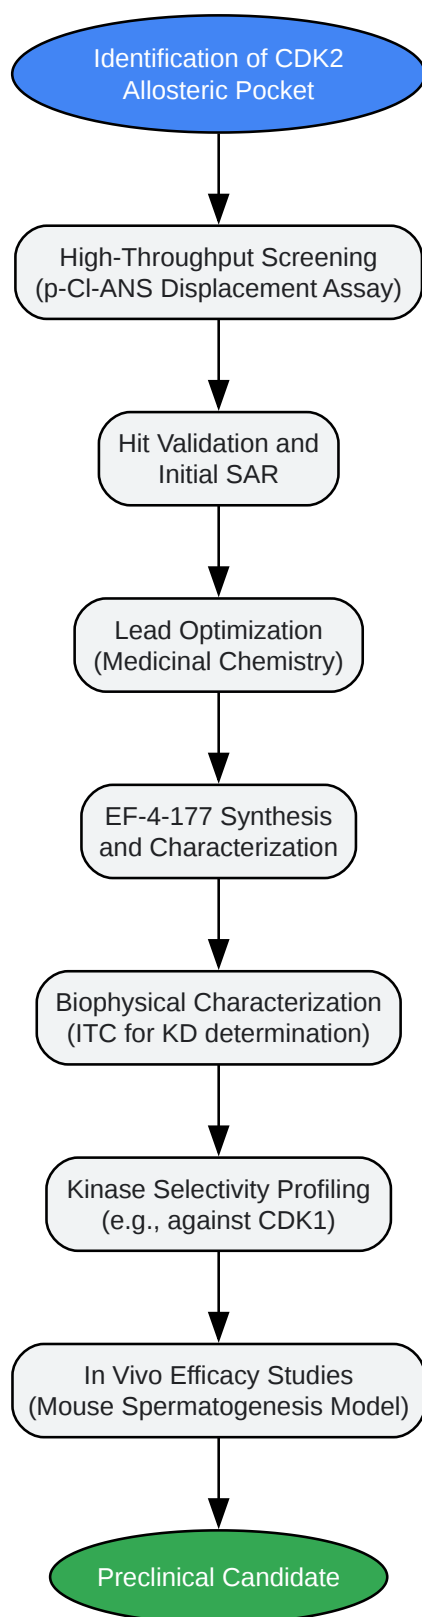 Identification of CDK2
Allosteric Pocket
High-Throughput Screening
(p-Cl-ANS Displacement Assay)
Hit Validation and
Initial SAR
Lead Optimization
(Medicinal Chemistry)
EF-4-177 Synthesis
and Characterization
Biophysical Characterization
(ITC for KD determination)
Kinase Selectivity Profiling
(e.g., against CDK1)
In Vivo Efficacy Studies
(Mouse Spermatogenesis Model)
Preclinical Candidate